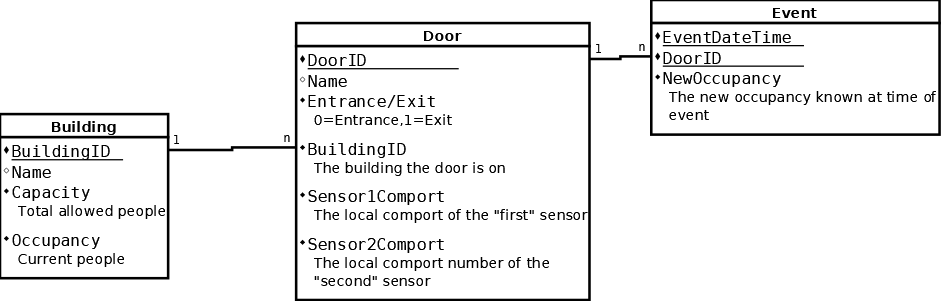 Building
BuildingID
Name
Capacity
Total allowed people
Occupancy
Current people
1
n
Door
DoorID
Name
Entrance/Exit
0=Entrance,1=Exit
BuildingID
The building the door is on
Sensor1Comport
The local comport of the "first" sensor
Sensor2Comport
The local comport number of the
"second" sensor
1
n
Event
EventDateTime
DoorID
NewOccupancy
The new occupancy known at time of
event